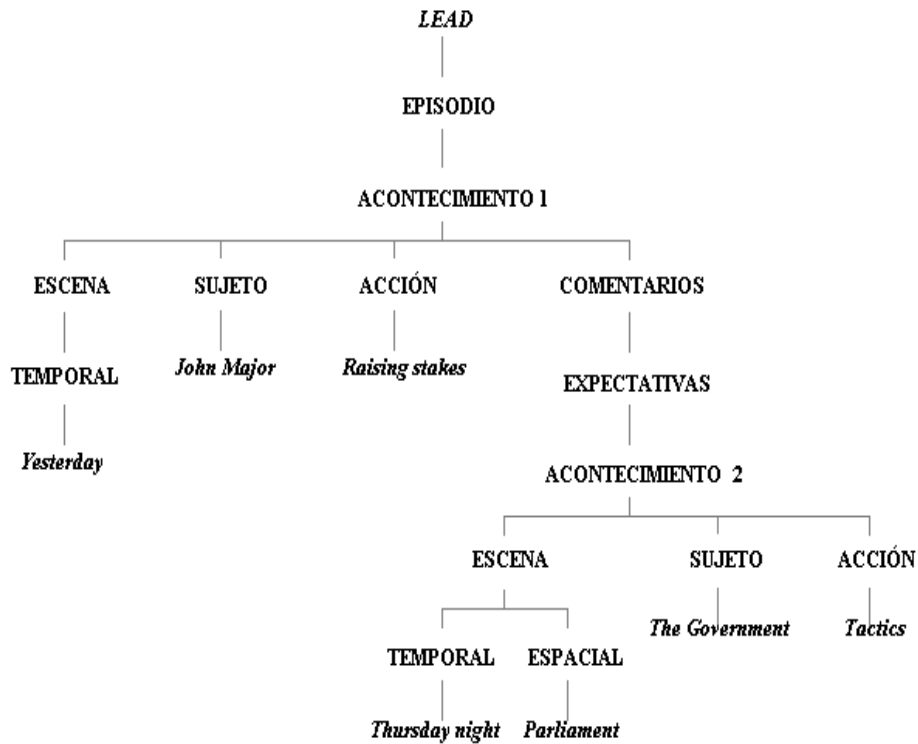 LEAD
EPISODIO
ACONTECIMIENTO 1
ESCENA SUJETO ACCIÓN COMENTARIOS
TEMPORAL John Major Raising stakes
EXPECTATIVAS
Yesterday
ACONTECIMIENTO 2
ESCENA SUJETO ACCIÓN
The Government Tactics
TEMPORAL ESPACIAL
Thursday night Parliament